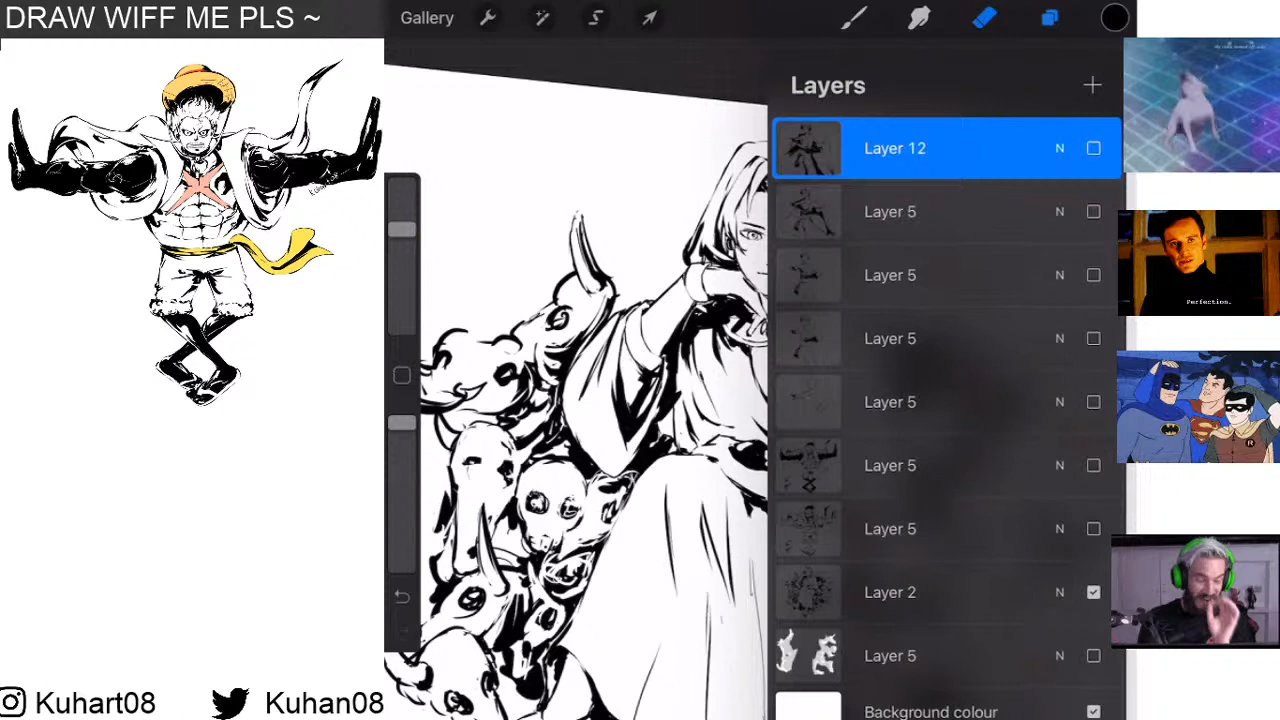 DRAW WIFF ME PLS ~
Gallery
Layers
Layer 12 N
Layer 5 N
Layer 5 N
Layer 5 N
Layer 5 N
Layer 5 N
Layer 5 N
Layer 2 N
Layer 5 N
Background colour
Perfection.
R
Kuhart08
Kuhan08